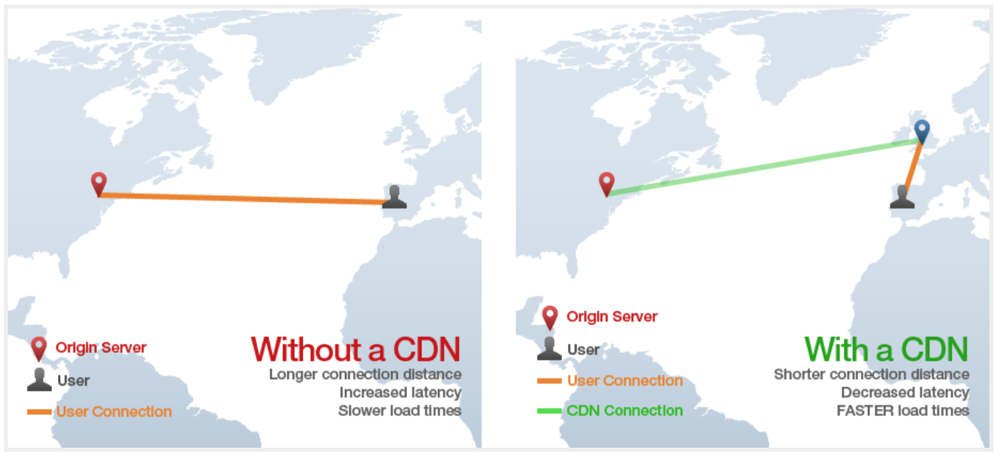 Origin Server
User
User Connection
Without a CDN
Longer connection distance
Increased latency
Slower load times
Origin Server
User
User Connection
CDN Connection
With a CDN
Shorter connection distance
Decreased latency
FASTER load times